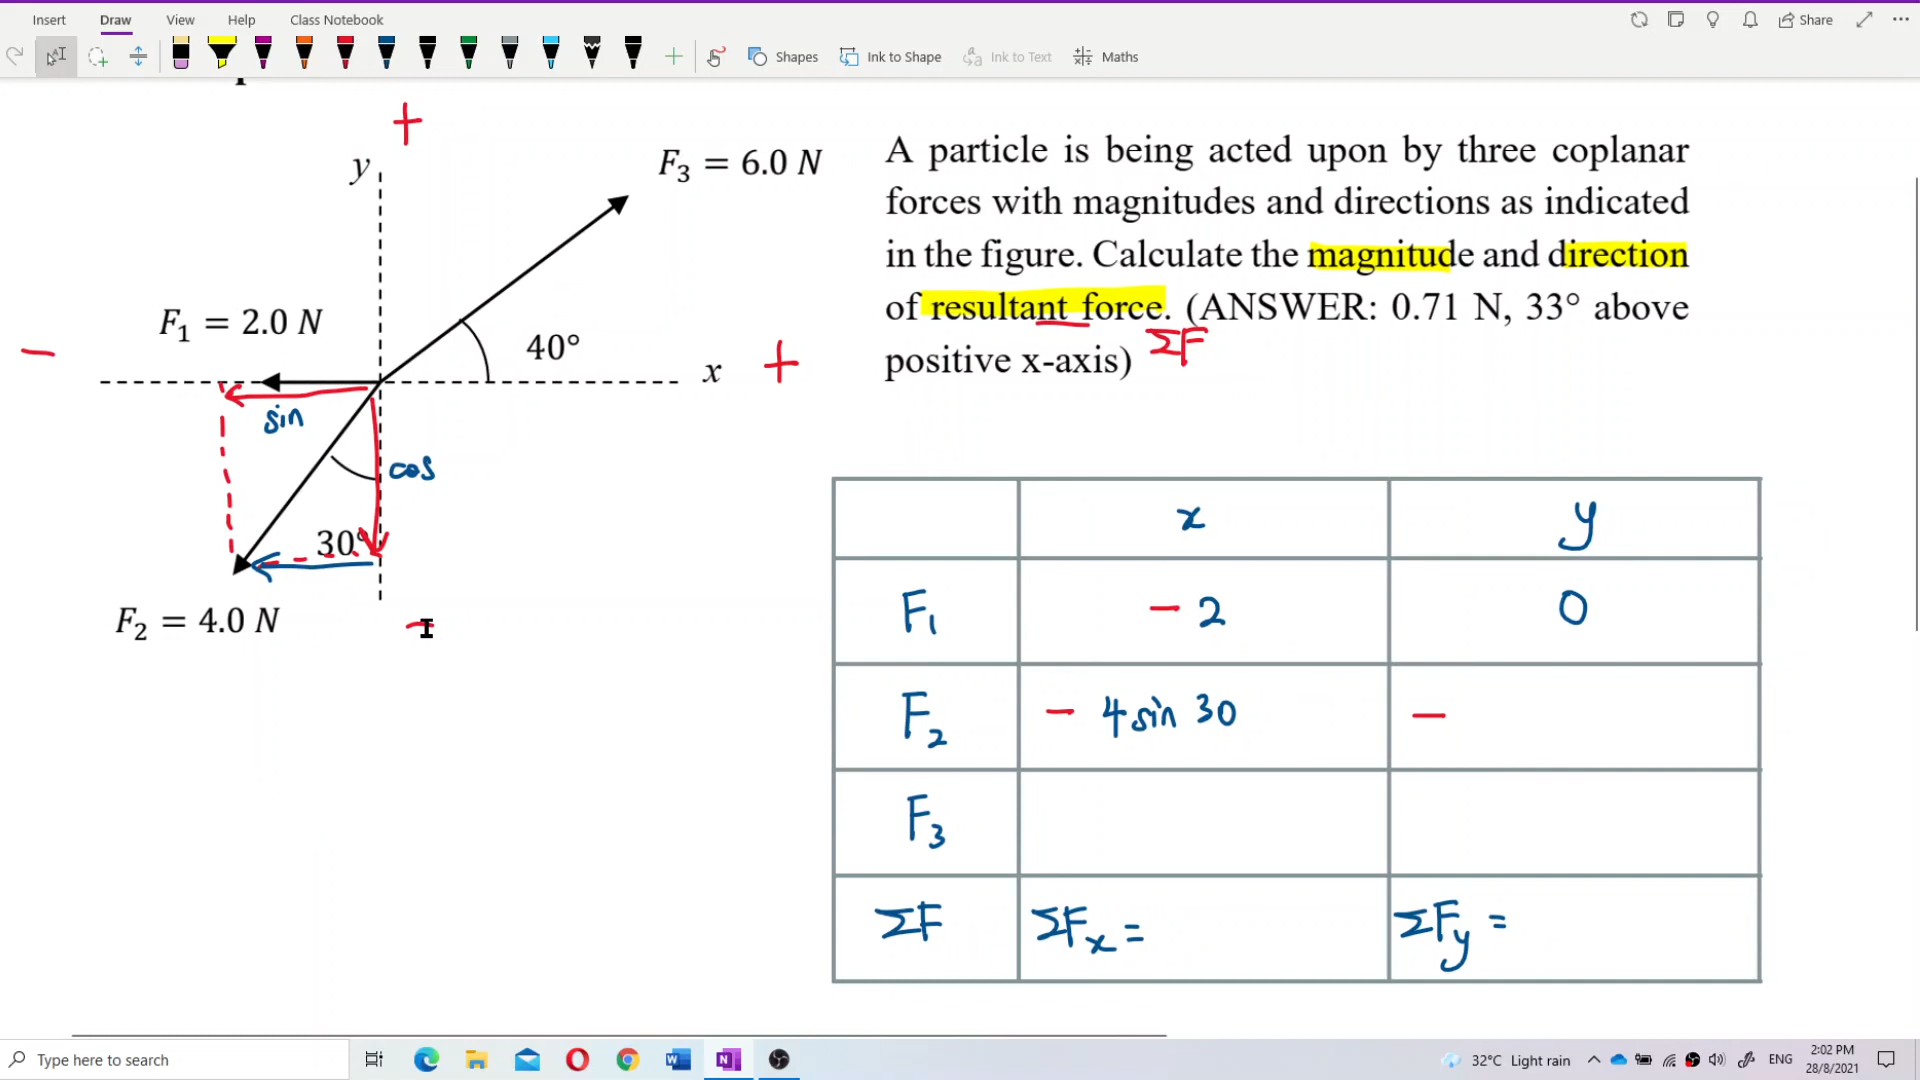 Insert Draw View Help Class Notebook Share
Shapes Ink to Shape Ink to Text Maths
+
y
F₃ = 6.0 N
A particle is being acted upon by three coplanar
forces with magnitudes and directions as indicated
in the figure. Calculate the magnitude and direction
of resultant force. (ANSWER: 0.71 N, 33° above
positive x-axis) ΣF
F₁ = 2.0 N
40°
−
x +
sin
cos
30°
F₂ = 4.0 N
−
x y
F₁ − 2 0
F₂ − 4 sin 30 −
F₃
ΣF ΣFₓ = ΣFy =
Type here to search
32°C Light rain ENG 2:02 PM
28/8/2021